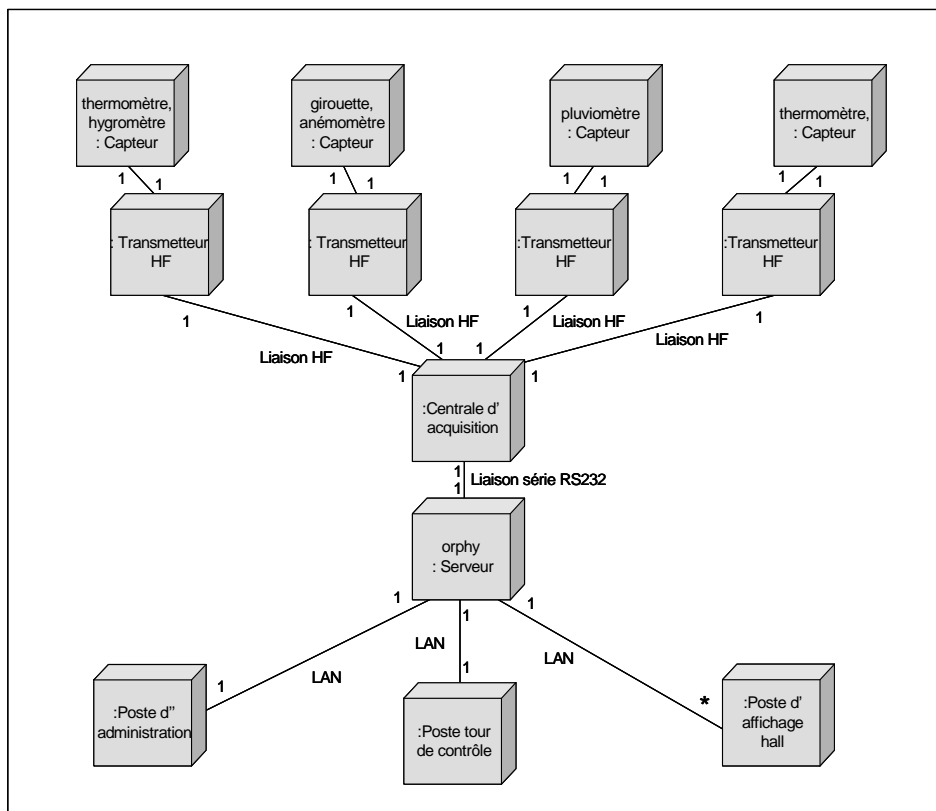 thermomètre,
hygromètre
: Capteur
girouette,
anémomètre
: Capteur
pluviomètre
: Capteur
thermomètre,
: Capteur
1
1
1
1
1
1
1
1
: Transmetteur
HF
: Transmetteur
HF
:Transmetteur
HF
:Transmetteur
HF
1
1
1
1
Liaison HF
Liaison HF
Liaison HF
Liaison HF
1
1
1
1
:Centrale d'
acquisition
1
Liaison série RS232
1
orphy
: Serveur
1
1
1
LAN
LAN
LAN
1
1
*
:Poste d''
administration
:Poste tour
de contrôle
:Poste d'
affichage
hall